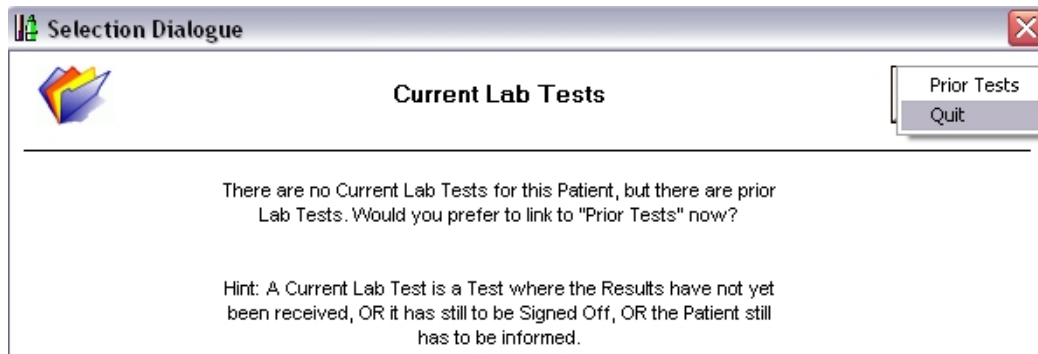 Selection Dialogue
Current Lab Tests
Prior Tests
Quit
There are no Current Lab Tests for this Patient, but there are prior
Lab Tests. Would you prefer to link to "Prior Tests" now?
Hint: A Current Lab Test is a Test where the Results have not yet
been received, OR it has still to be Signed Off, OR the Patient still
has to be informed.